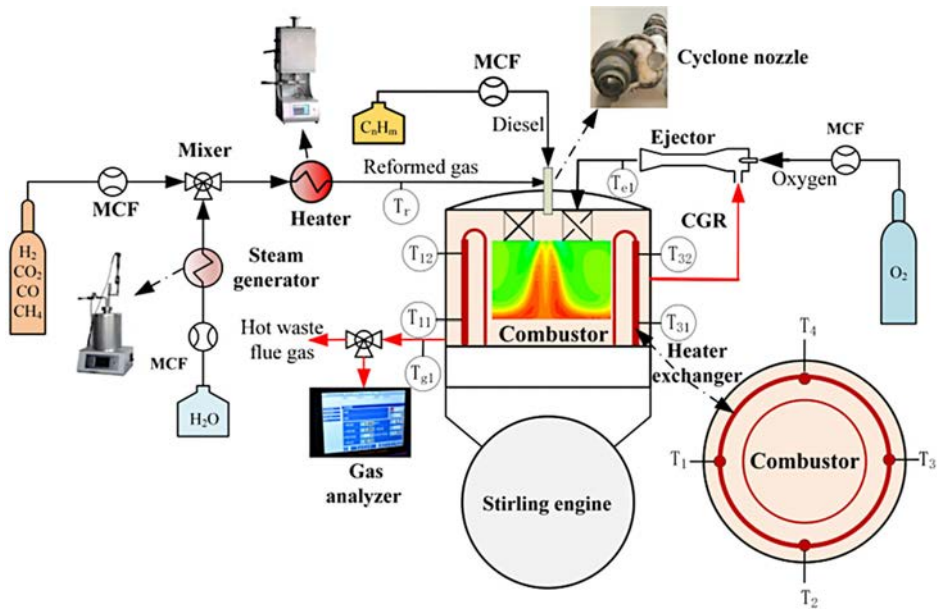 MCF
Cyclone nozzle
CₙHₘ
Diesel
Ejector
MCF
Mixer
Reformed gas
Tₑ₁
Oxygen
MCF
Heater
Tᵣ
CGR
H₂
CO₂
CO
CH₄
Steam
generator
T₁₂
T₃₂
O₂
T₁₁
T₃₁
Hot waste
flue gas
Combustor
MCF
T₄
Heater
exchanger
T_g1
H₂O
T₁
Combustor
T₃
Gas
analyzer
Stirling engine
T₂